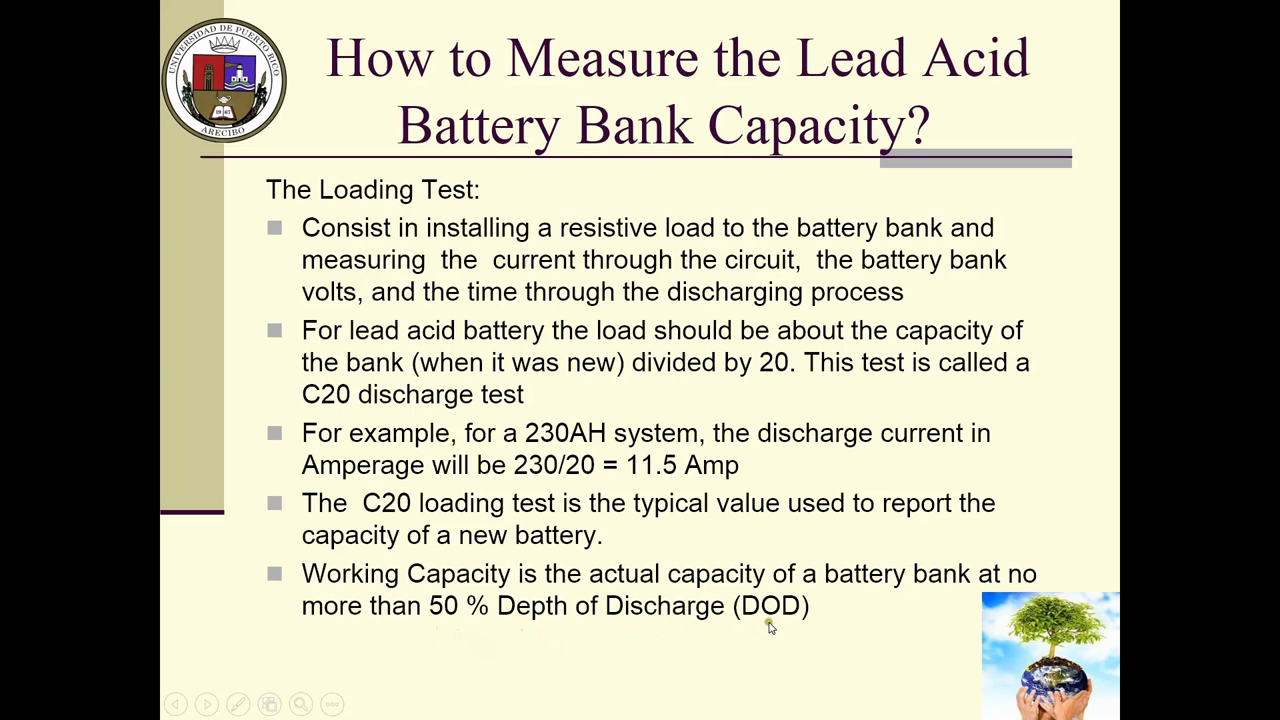 How to Measure the Lead Acid
Battery Bank Capacity?
UNIVERSIDAD DE PUERTO RICO
ARECIBO
The Loading Test:
Consist in installing a resistive load to the battery bank and
measuring the current through the circuit, the battery bank
volts, and the time through the discharging process
For lead acid battery the load should be about the capacity of
the bank (when it was new) divided by 20. This test is called a
C20 discharge test
For example, for a 230AH system, the discharge current in
Amperage will be 230/20 = 11.5 Amp
The C20 loading test is the typical value used to report the
capacity of a new battery.
Working Capacity is the actual capacity of a battery bank at no
more than 50 % Depth of Discharge (DOD)